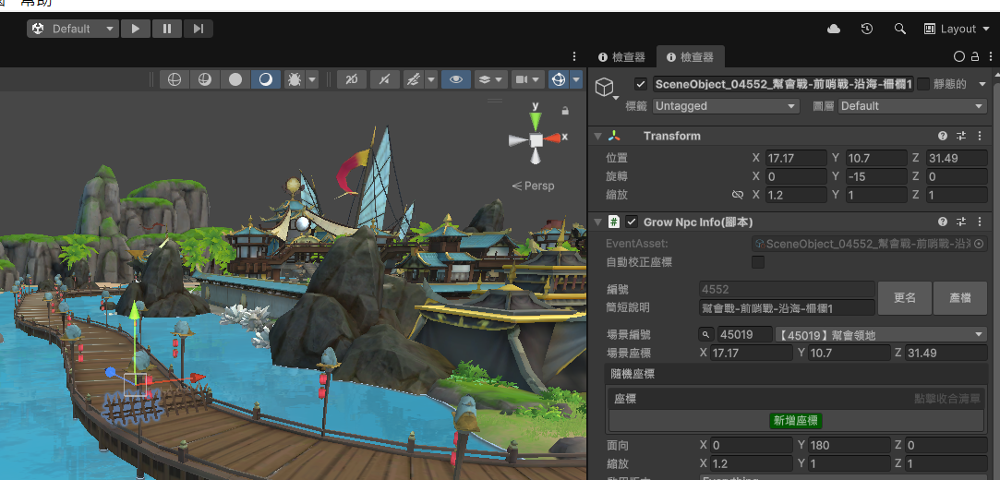 幫助
Default
Layout
檢查器 檢查器
SceneObject_04552_幫會戰-前哨戰-沿海-柵欄1 靜態的
標籤 Untagged 圖層 Default
Transform
位置 X 17.17 Y 10.7 Z 31.49
旋轉 X 0 Y -15 Z 0
縮放 X 1.2 Y 1 Z 1
Grow Npc Info(腳本)
EventAsset: SceneObject_04552_幫會戰-前哨戰-沿海-
自動校正座標
編號 4552
簡短說明 幫會戰-前哨戰-沿海-柵欄1
更名 產檔
場景編號 45019 【45019】幫會領地
場景座標 X 17.17 Y 10.7 Z 31.49
隨機座標
座標 點擊收合清單
新增座標
面向 X 0 Y 180 Z 0
縮放 X 1.2 Y 1 Z 1
Everything
2D
y
x
Persp